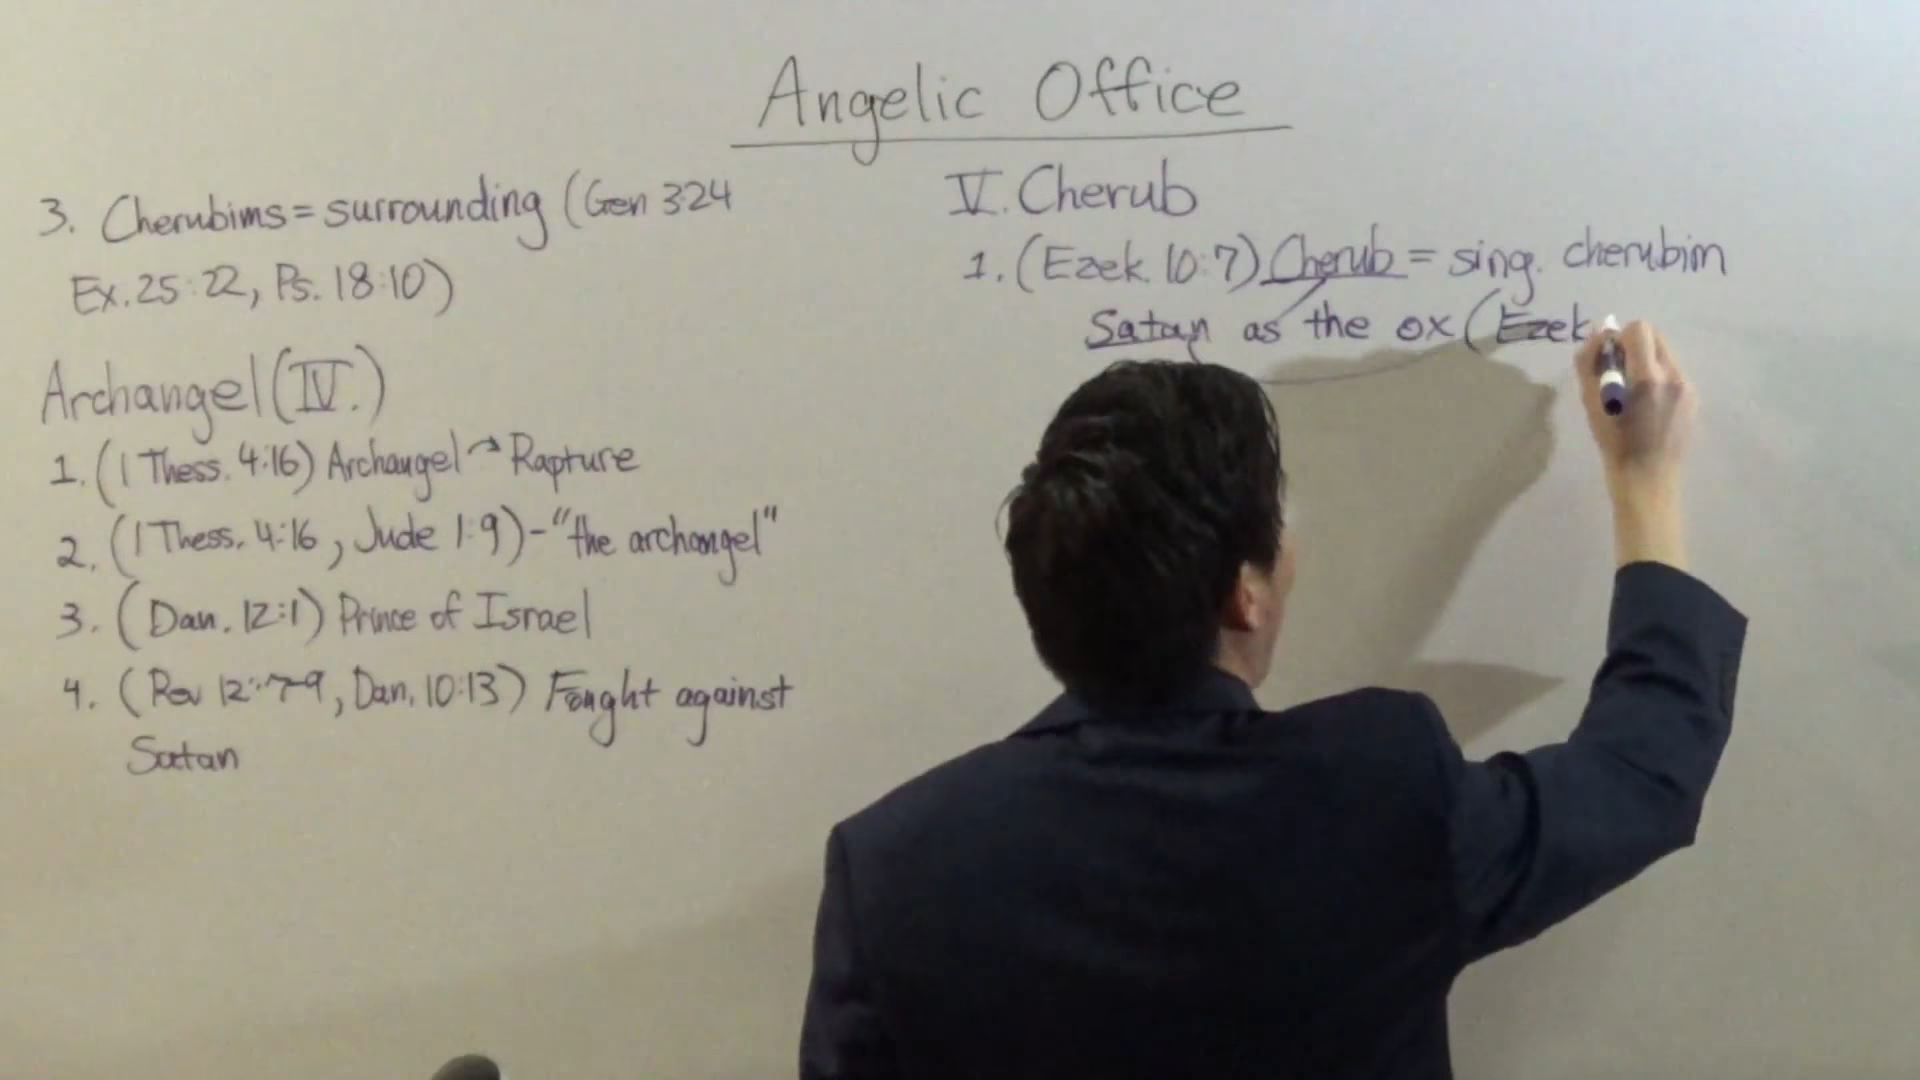 Angelic Office
3. Cherubims = surrounding (Gen 3:24
Ex. 25:22, Ps. 18:10)
Archangel (IV.)
1. (1 Thess. 4:16) Archangel → Rapture
2. (1 Thess. 4:16, Jude 1:9) - "the archangel"
3. (Dan. 12:1) Prince of Israel
4. (Rev 12:7-9, Dan. 10:13) Fought against
Satan
V. Cherub
1. (Ezek. 10:7) Cherub = sing. cherubim
Satan as the ox (Ezek